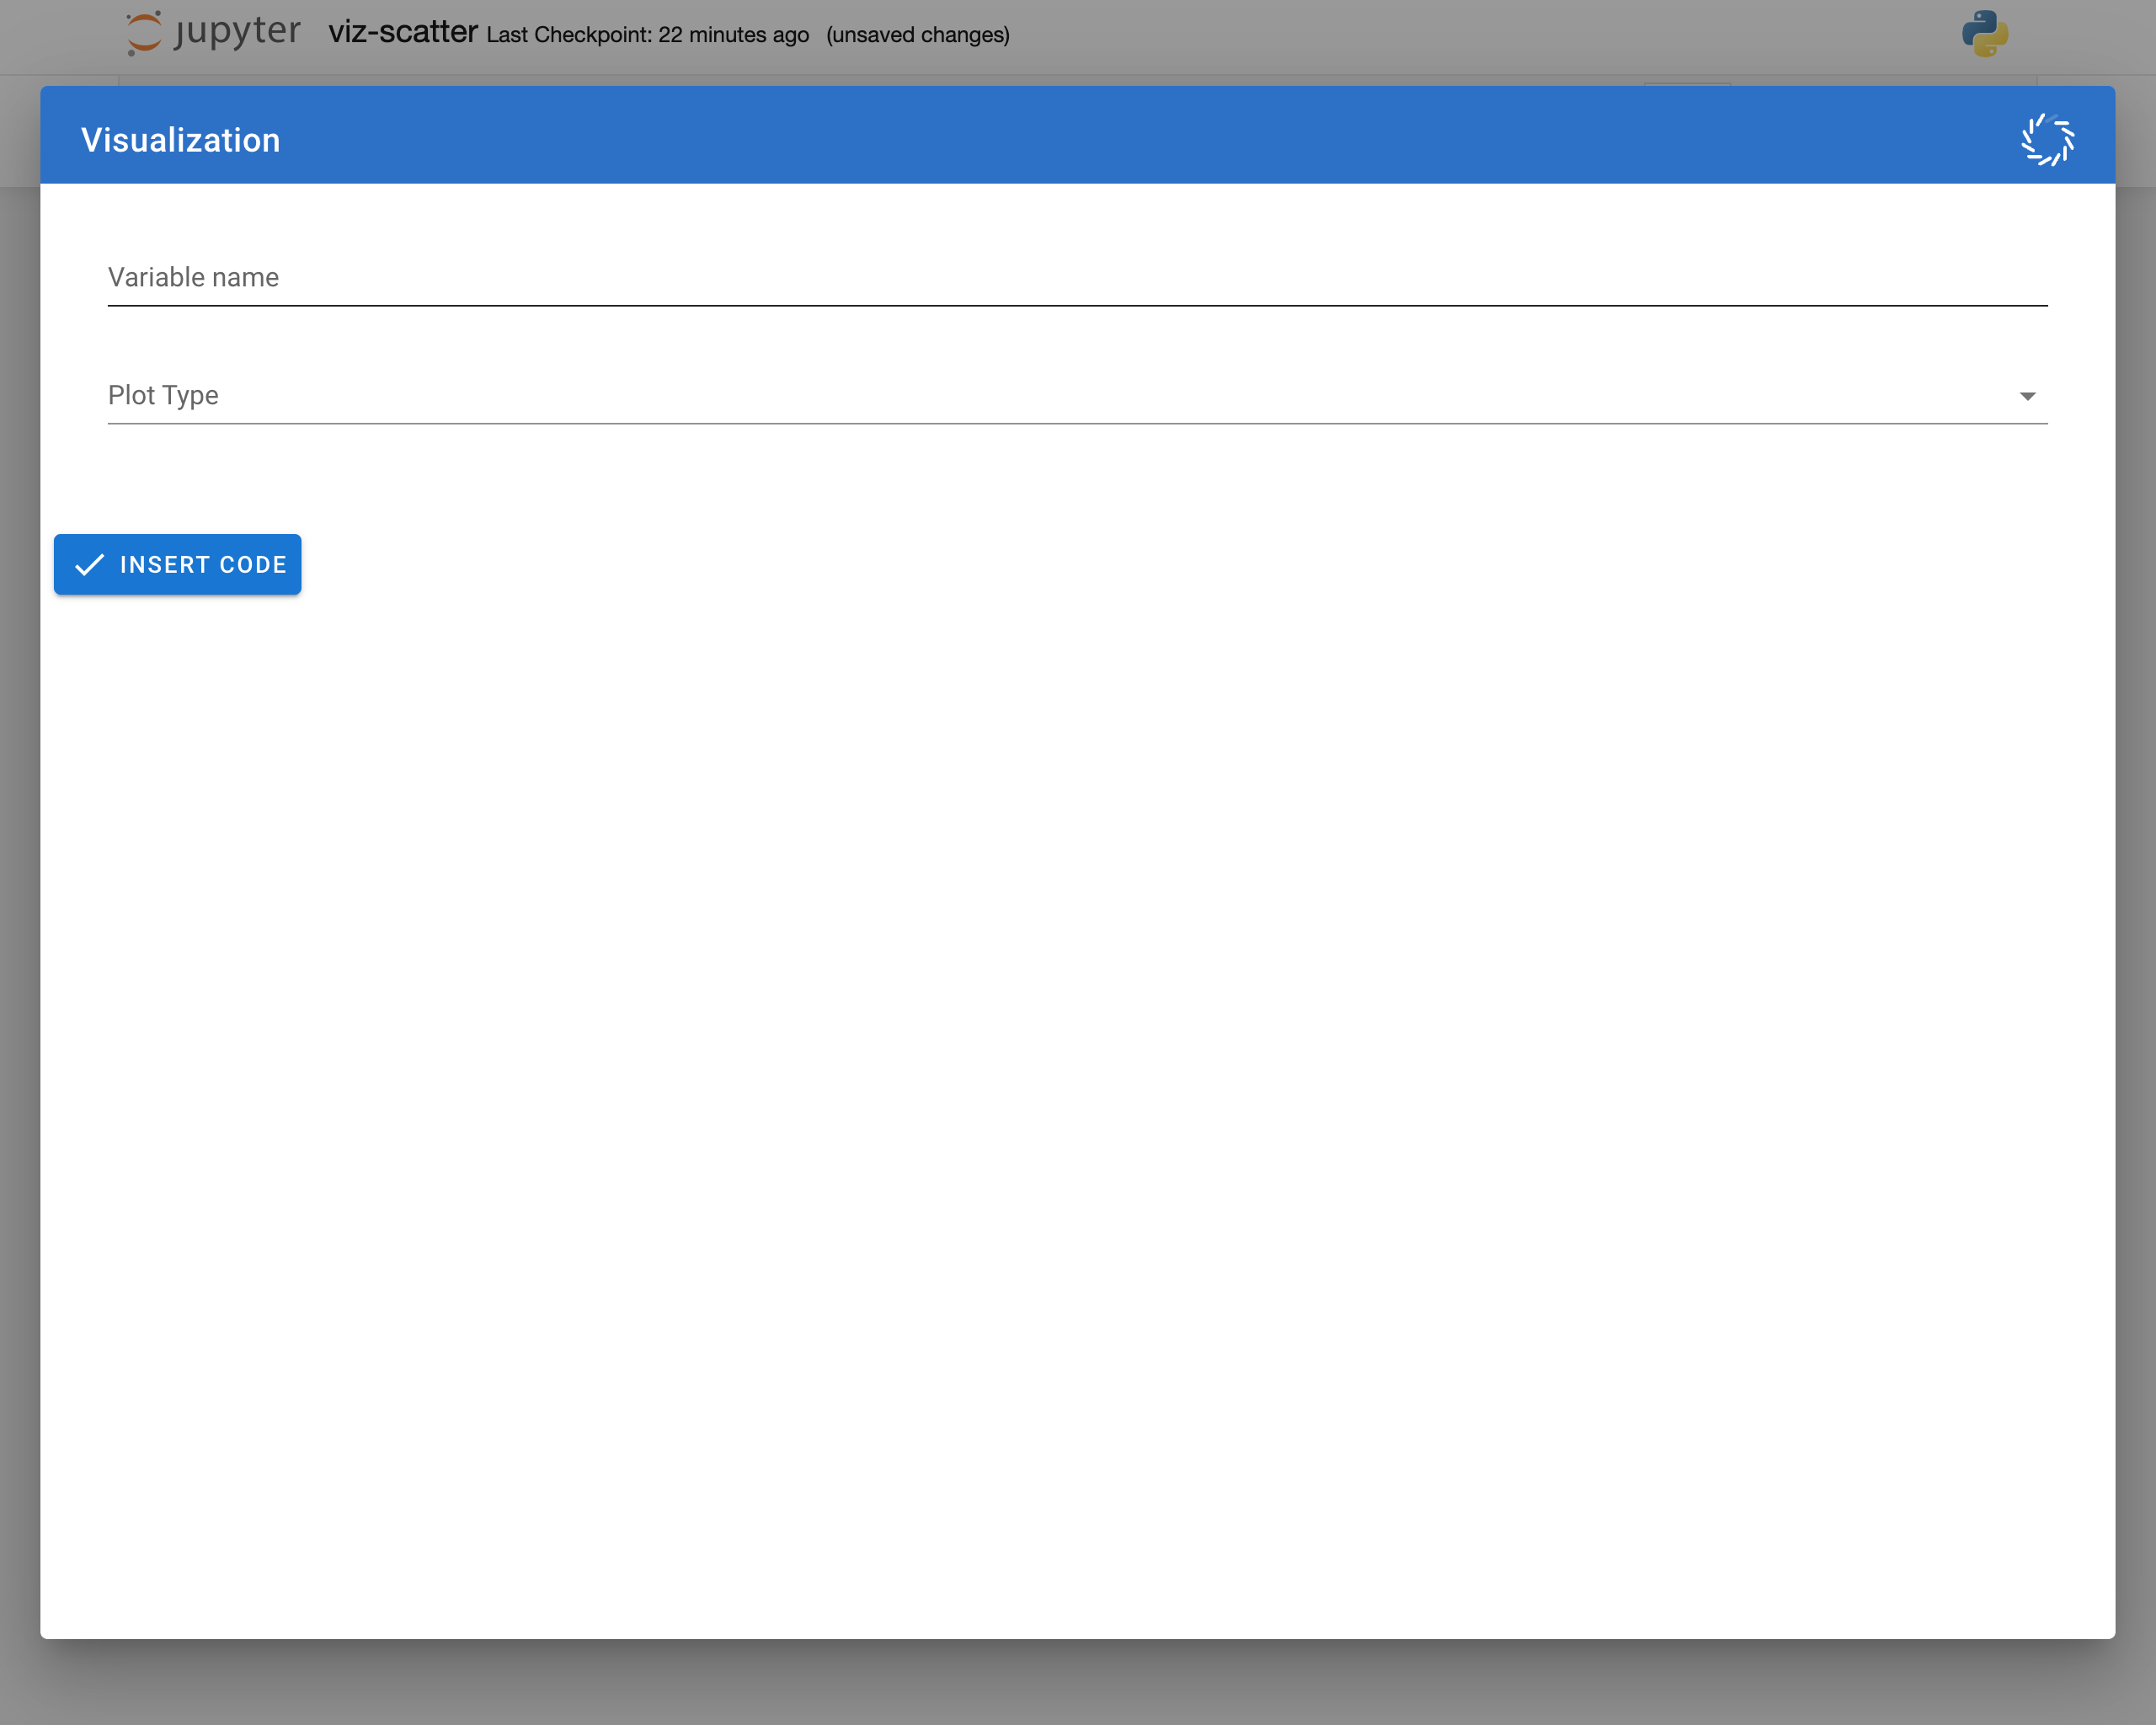 jupyter viz-scatter Last Checkpoint: 22 minutes ago (unsaved changes)
Visualization
Variable name
Plot Type
INSERT CODE